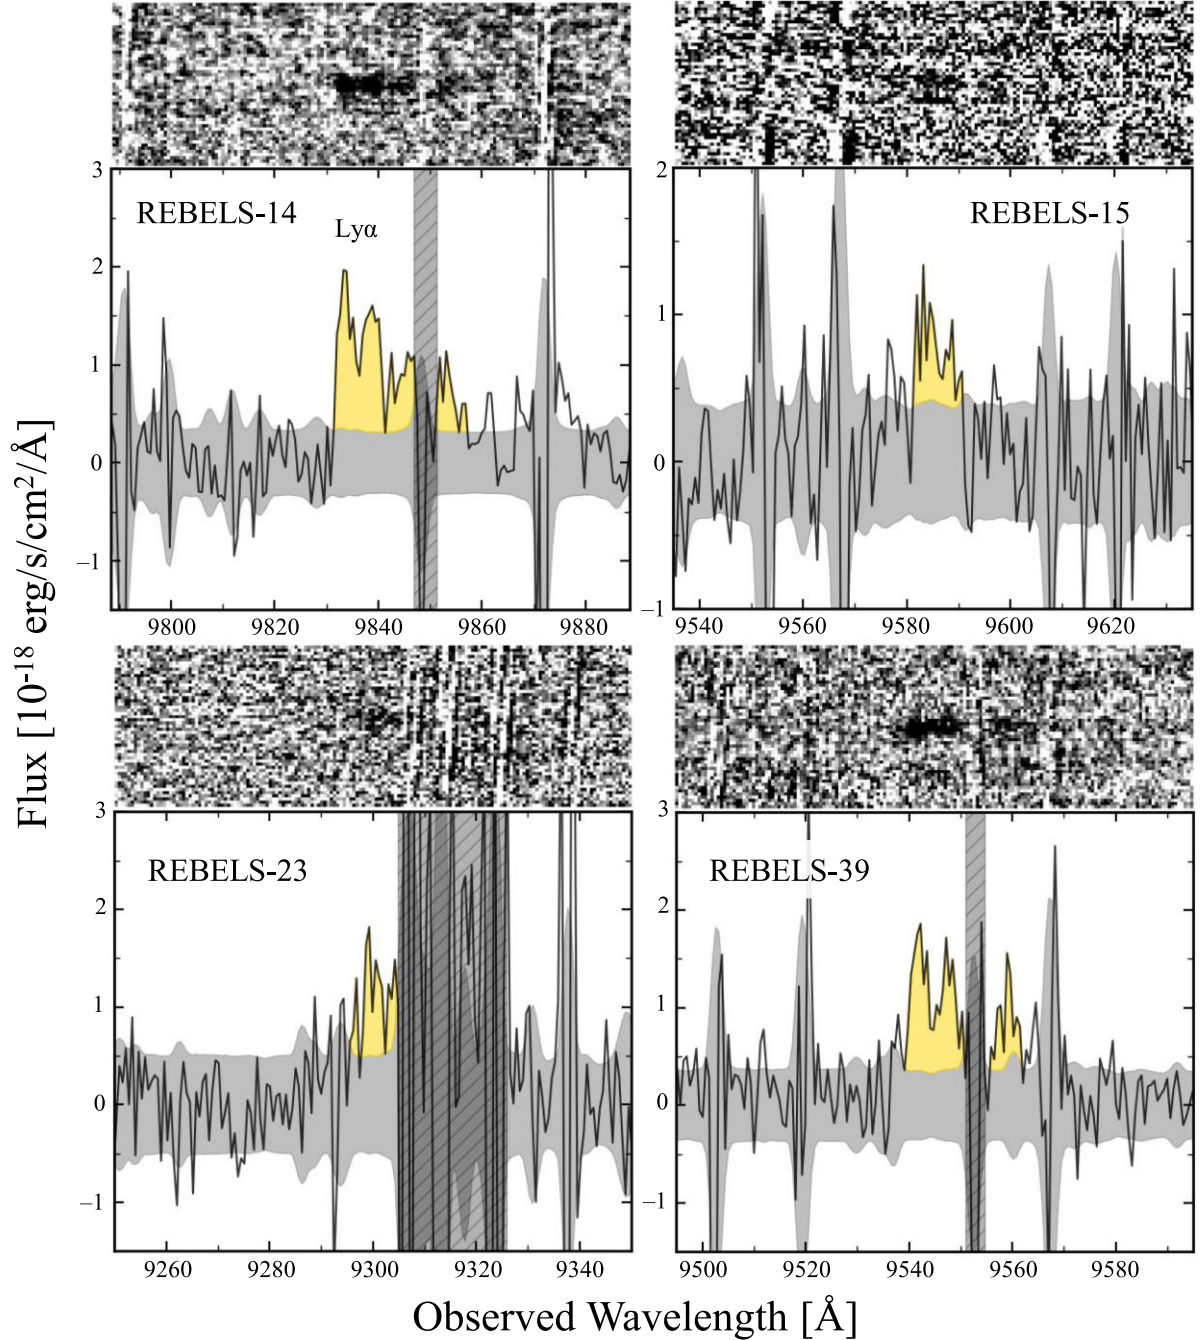 3
2
1
0
−1
REBELS-14
Lyα
9800 9820 9840 9860 9880
2
1
0
−1
REBELS-15
9540 9560 9580 9600 9620
3
2
1
0
−1
REBELS-23
9260 9280 9300 9320 9340
3
2
1
0
−1
REBELS-39
9500 9520 9540 9560 9580
Flux [10⁻¹⁸ erg/s/cm²/Å]
Observed Wavelength [Å]